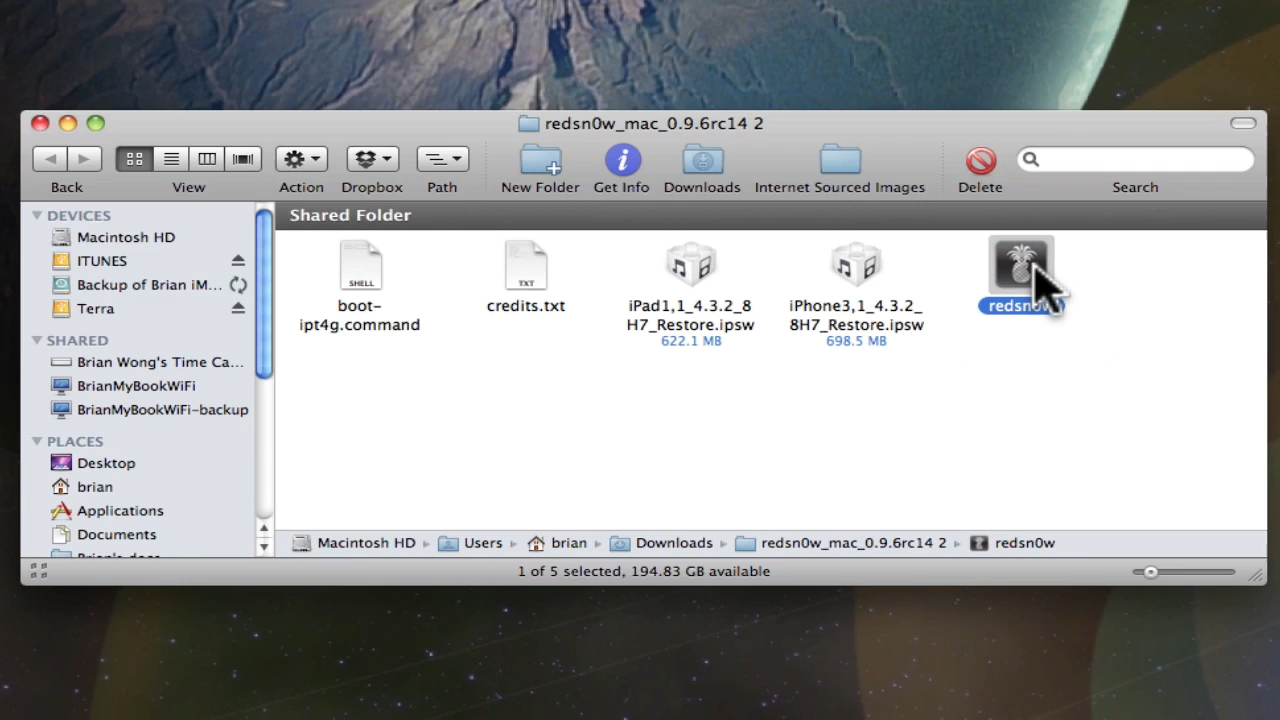 redsn0w_mac_0.9.6rc14 2
Back
View
Action
Dropbox
Path
New Folder
Get Info
Downloads
Internet Sourced Images
Delete
Search
DEVICES
Macintosh HD
ITUNES
Backup of Brian iM...
Terra
SHARED
Brian Wong's Time Ca...
BrianMyBookWiFi
BrianMyBookWiFi-backup
PLACES
Desktop
brian
Applications
Documents
Shared Folder
SHELL
boot-
ipt4g.command
TXT
credits.txt
iPad1,1_4.3.2_8
H7_Restore.ipsw
622.1 MB
iPhone3,1_4.3.2_
8H7_Restore.ipsw
698.5 MB
redsn0w
Macintosh HD
Users
brian
Downloads
redsn0w_mac_0.9.6rc14 2
redsn0w
1 of 5 selected, 194.83 GB available